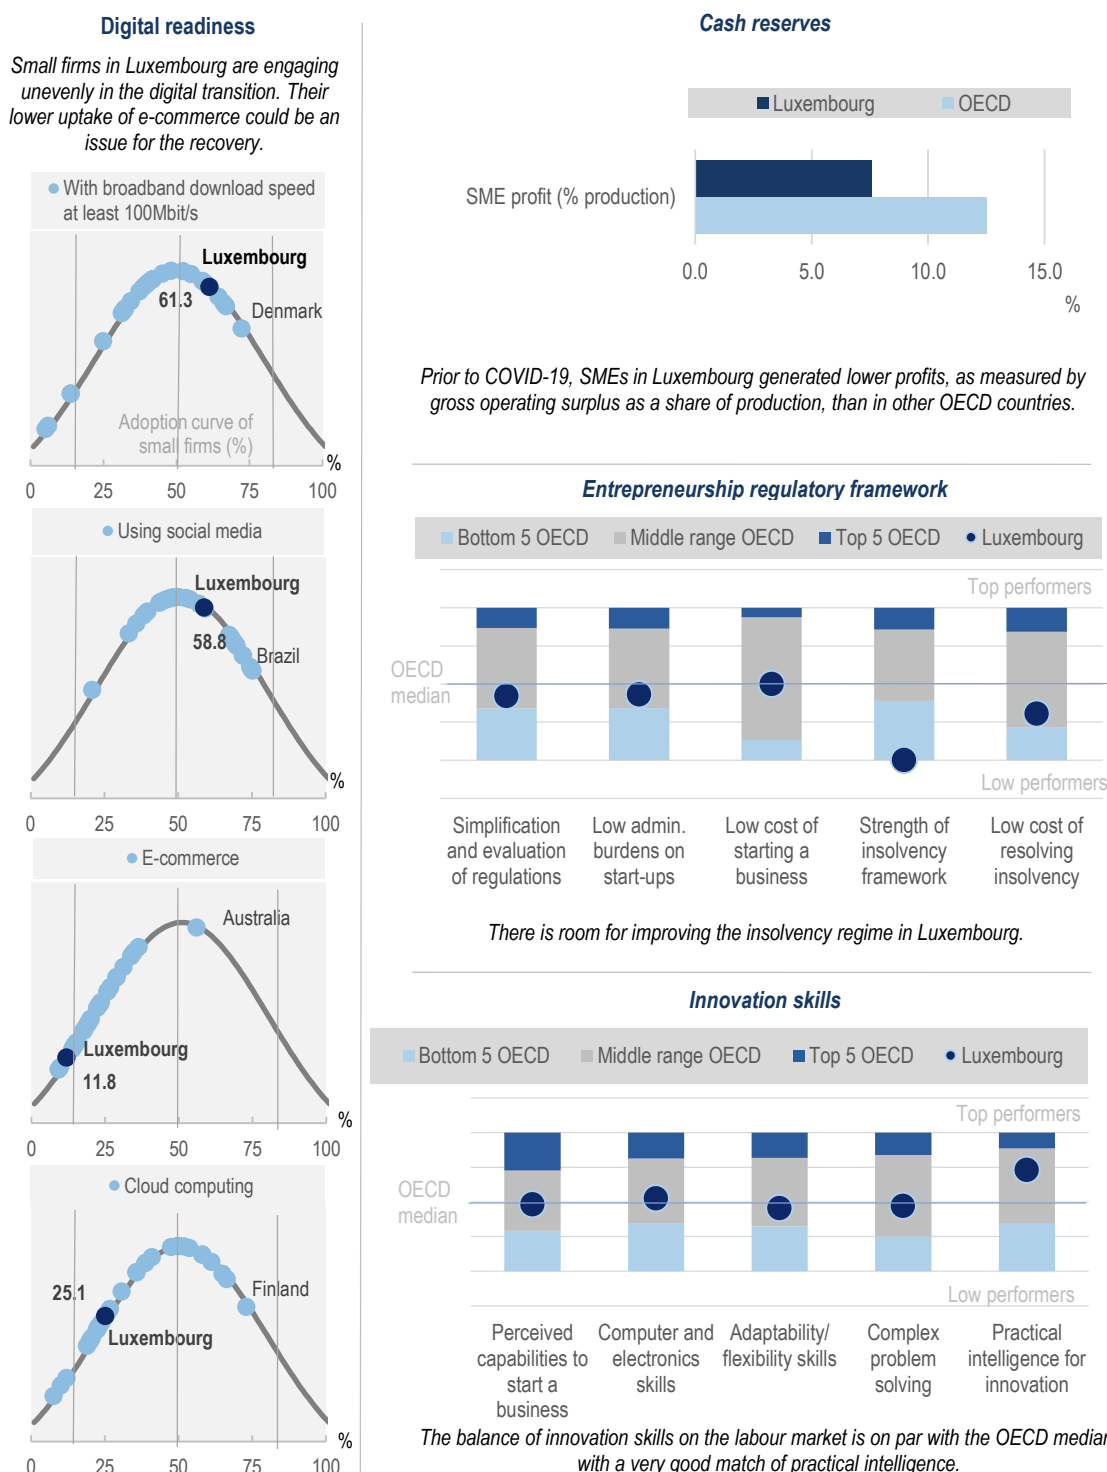 Digital readiness
Small firms in Luxembourg are engaging
unevenly in the digital transition. Their
lower uptake of e-commerce could be an
issue for the recovery.
With broadband download speed
at least 100Mbit/s
Luxembourg
61.3
Denmark
Adoption curve of
small firms (%)
%
0 25 50 75 100
Using social media
Luxembourg
58.8
Brazil
%
0 25 50 75 100
E-commerce
Australia
Luxembourg
11.8
%
0 25 50 75 100
Cloud computing
25.1
Finland
Luxembourg
%
0 25 50 75 100
Cash reserves
Luxembourg OECD
SME profit (% production)
0.0 5.0 10.0 15.0
%
Prior to COVID-19, SMEs in Luxembourg generated lower profits, as measured by
gross operating surplus as a share of production, than in other OECD countries.
Entrepreneurship regulatory framework
Bottom 5 OECD Middle range OECD Top 5 OECD Luxembourg
Top performers
OECD
median
Low performers
Simplification
and evaluation
of regulations
Low admin.
burdens on
start-ups
Low cost of
starting a
business
Strength of
insolvency
framework
Low cost of
resolving
insolvency
There is room for improving the insolvency regime in Luxembourg.
Innovation skills
Bottom 5 OECD Middle range OECD Top 5 OECD Luxembourg
Top performers
OECD
median
Low performers
Perceived
capabilities to
start a
business
Computer and
electronics
skills
Adaptability/
flexibility skills
Complex
problem
solving
Practical
intelligence for
innovation
The balance of innovation skills on the labour market is on par with the OECD median
with a very good match of practical intelligence.